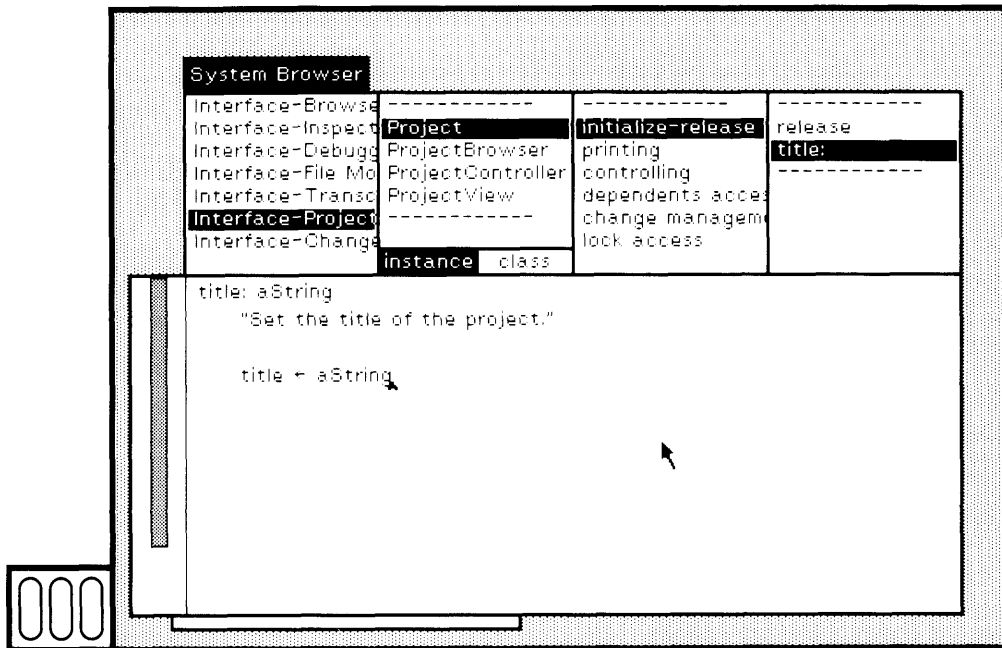 System Browser
Interface-Browse
Interface-Inspect
Interface-Debugg
Interface-File Mo
Interface-Transc
Interface-Project
Interface-Change
------------
Project
ProjectBrowser
ProjectController
ProjectView
------------
instance class
------------
initialize-release
printing
controlling
dependents acces
change managem
lock access
------------
release
title:
------------
title: aString
"Set the title of the project."
title ← aString